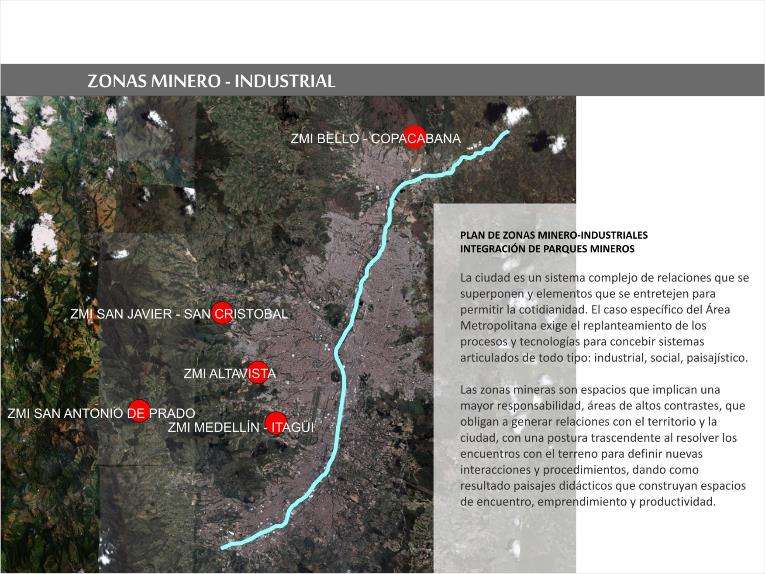 ZONAS MINERO - INDUSTRIAL
ZMI BELLO - COPACABANA
ZMI SAN JAVIER - SAN CRISTOBAL
ZMI ALTAVISTA
ZMI SAN ANTONIO DE PRADO
ZMI MEDELLÍN - ITAGÜI
PLAN DE ZONAS MINERO-INDUSTRIALES
INTEGRACIÓN DE PARQUES MINEROS
La ciudad es un sistema complejo de relaciones que se
superponen y elementos que se entretejen para
permitir la cotidianidad. El caso específico del Área
Metropolitana exige el replanteamiento de los
procesos y tecnologías para concebir sistemas
articulados de todo tipo: industrial, social, paisajístico.
Las zonas mineras son espacios que implican una
mayor responsabilidad, áreas de altos contrastes, que
obligan a generar relaciones con el territorio y la
ciudad, con una postura trascendente al resolver los
encuentros con el terreno para definir nuevas
interacciones y procedimientos, dando como
resultado paisajes didácticos que construyan espacios
de encuentro, emprendimiento y productividad.